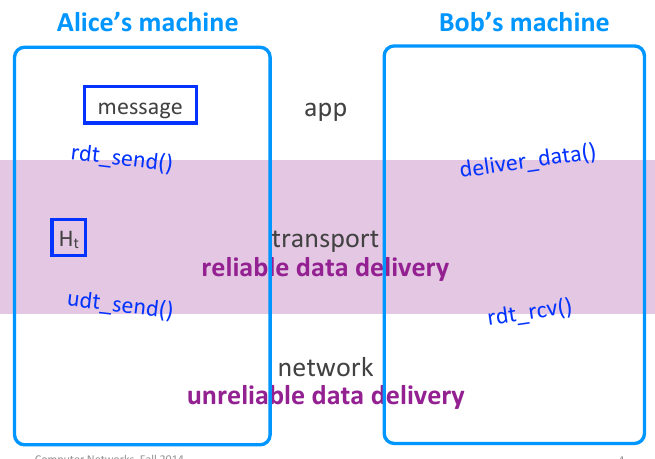 Alice’s machine
Bob’s machine
message
app
rdt_send()
deliver_data()
Ht
transport
reliable data delivery
udt_send()
rdt_rcv()
network
unreliable data delivery
Computer Networks, Fall 2014
1